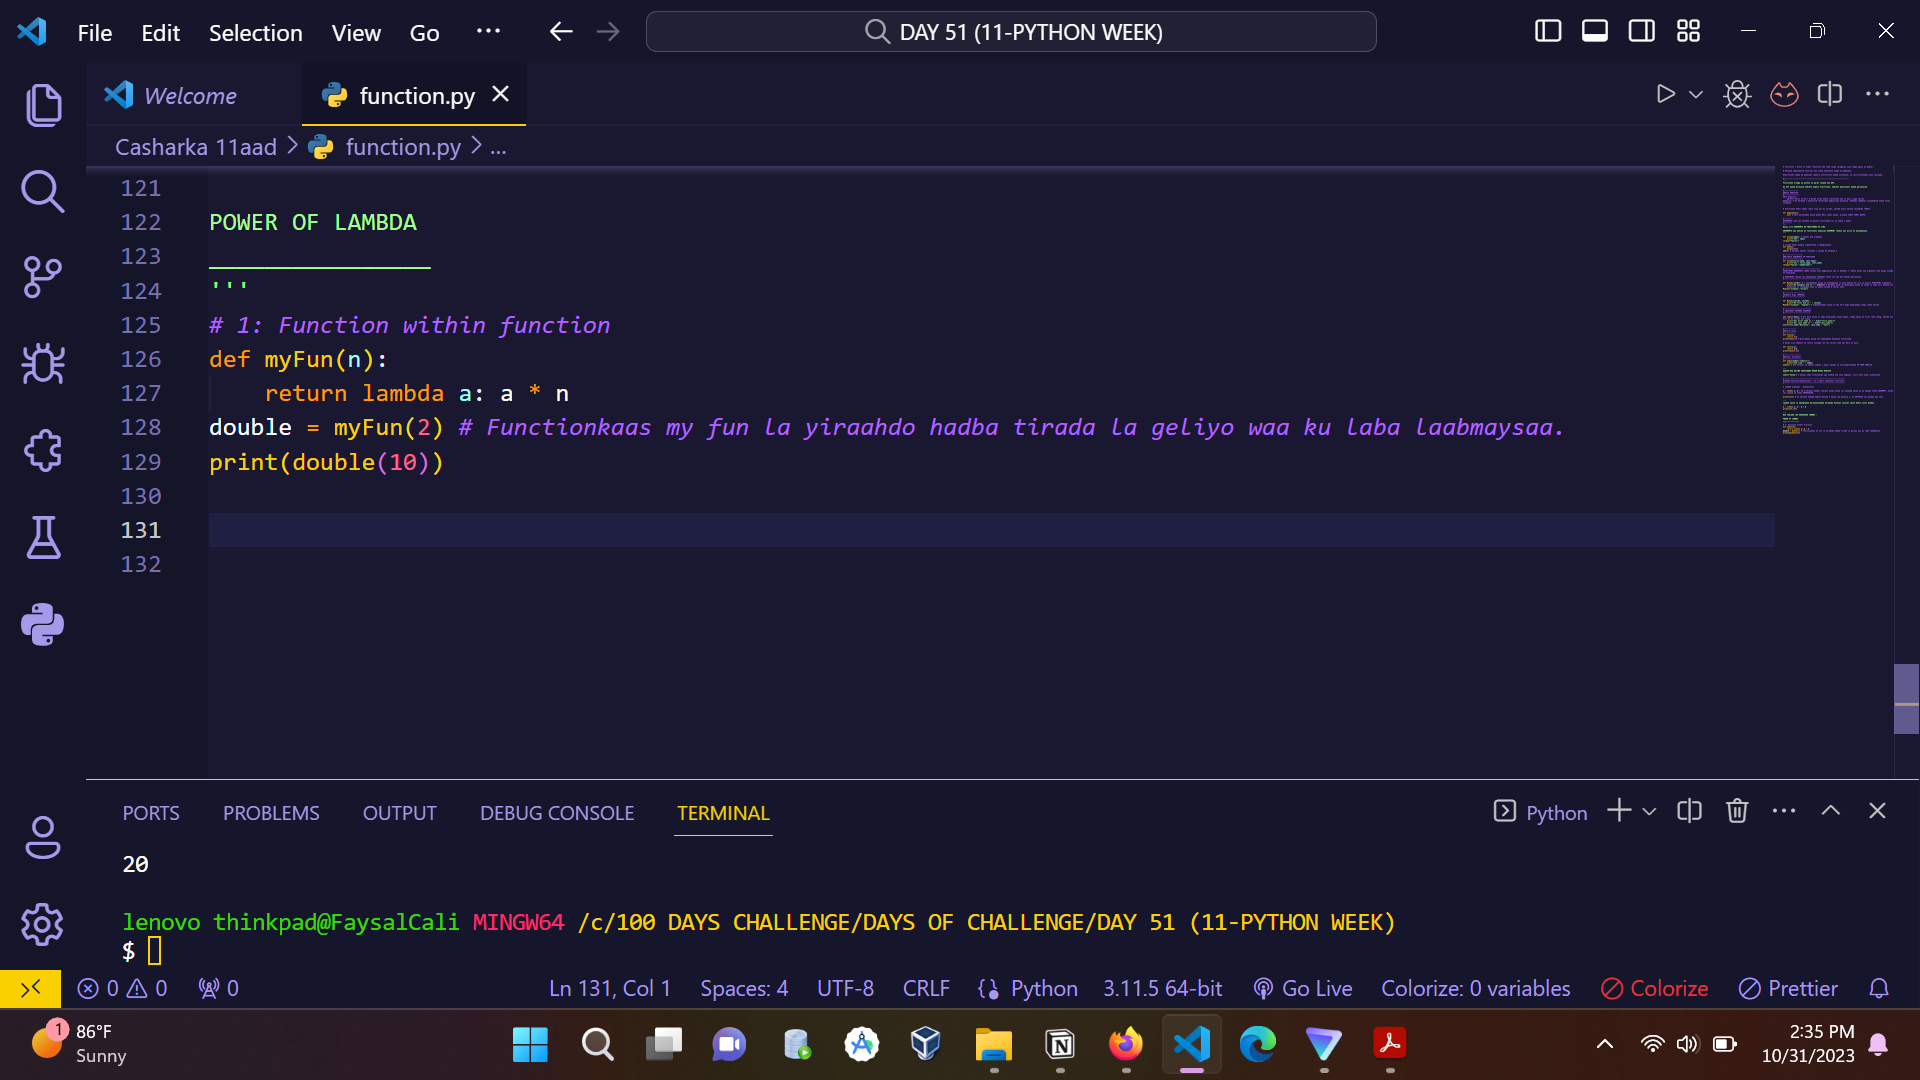 File Edit Selection View Go ··· DAY 51 (11-PYTHON WEEK)
Welcome function.py
Casharka 11aad > function.py > ...
121
122 POWER OF LAMBDA
123 ________________
124 '''
125 # 1: Function within function
126 def myFun(n):
127 return lambda a: a * n
128 double = myFun(2) # Functionkaas my fun la yiraahdo hadba tirada la geliyo waa ku laba laabmaysaa.
129 print(double(10))
130
131
132
PORTS PROBLEMS OUTPUT DEBUG CONSOLE TERMINAL Python
20
lenovo thinkpad@FaysalCali MINGW64 /c/100 DAYS CHALLENGE/DAYS OF CHALLENGE/DAY 51 (11-PYTHON WEEK)
$
0 0 0 Ln 131, Col 1 Spaces: 4 UTF-8 CRLF Python 3.11.5 64-bit Go Live Colorize: 0 variables Colorize Prettier
1 86°F
Sunny
2:35 PM
10/31/2023